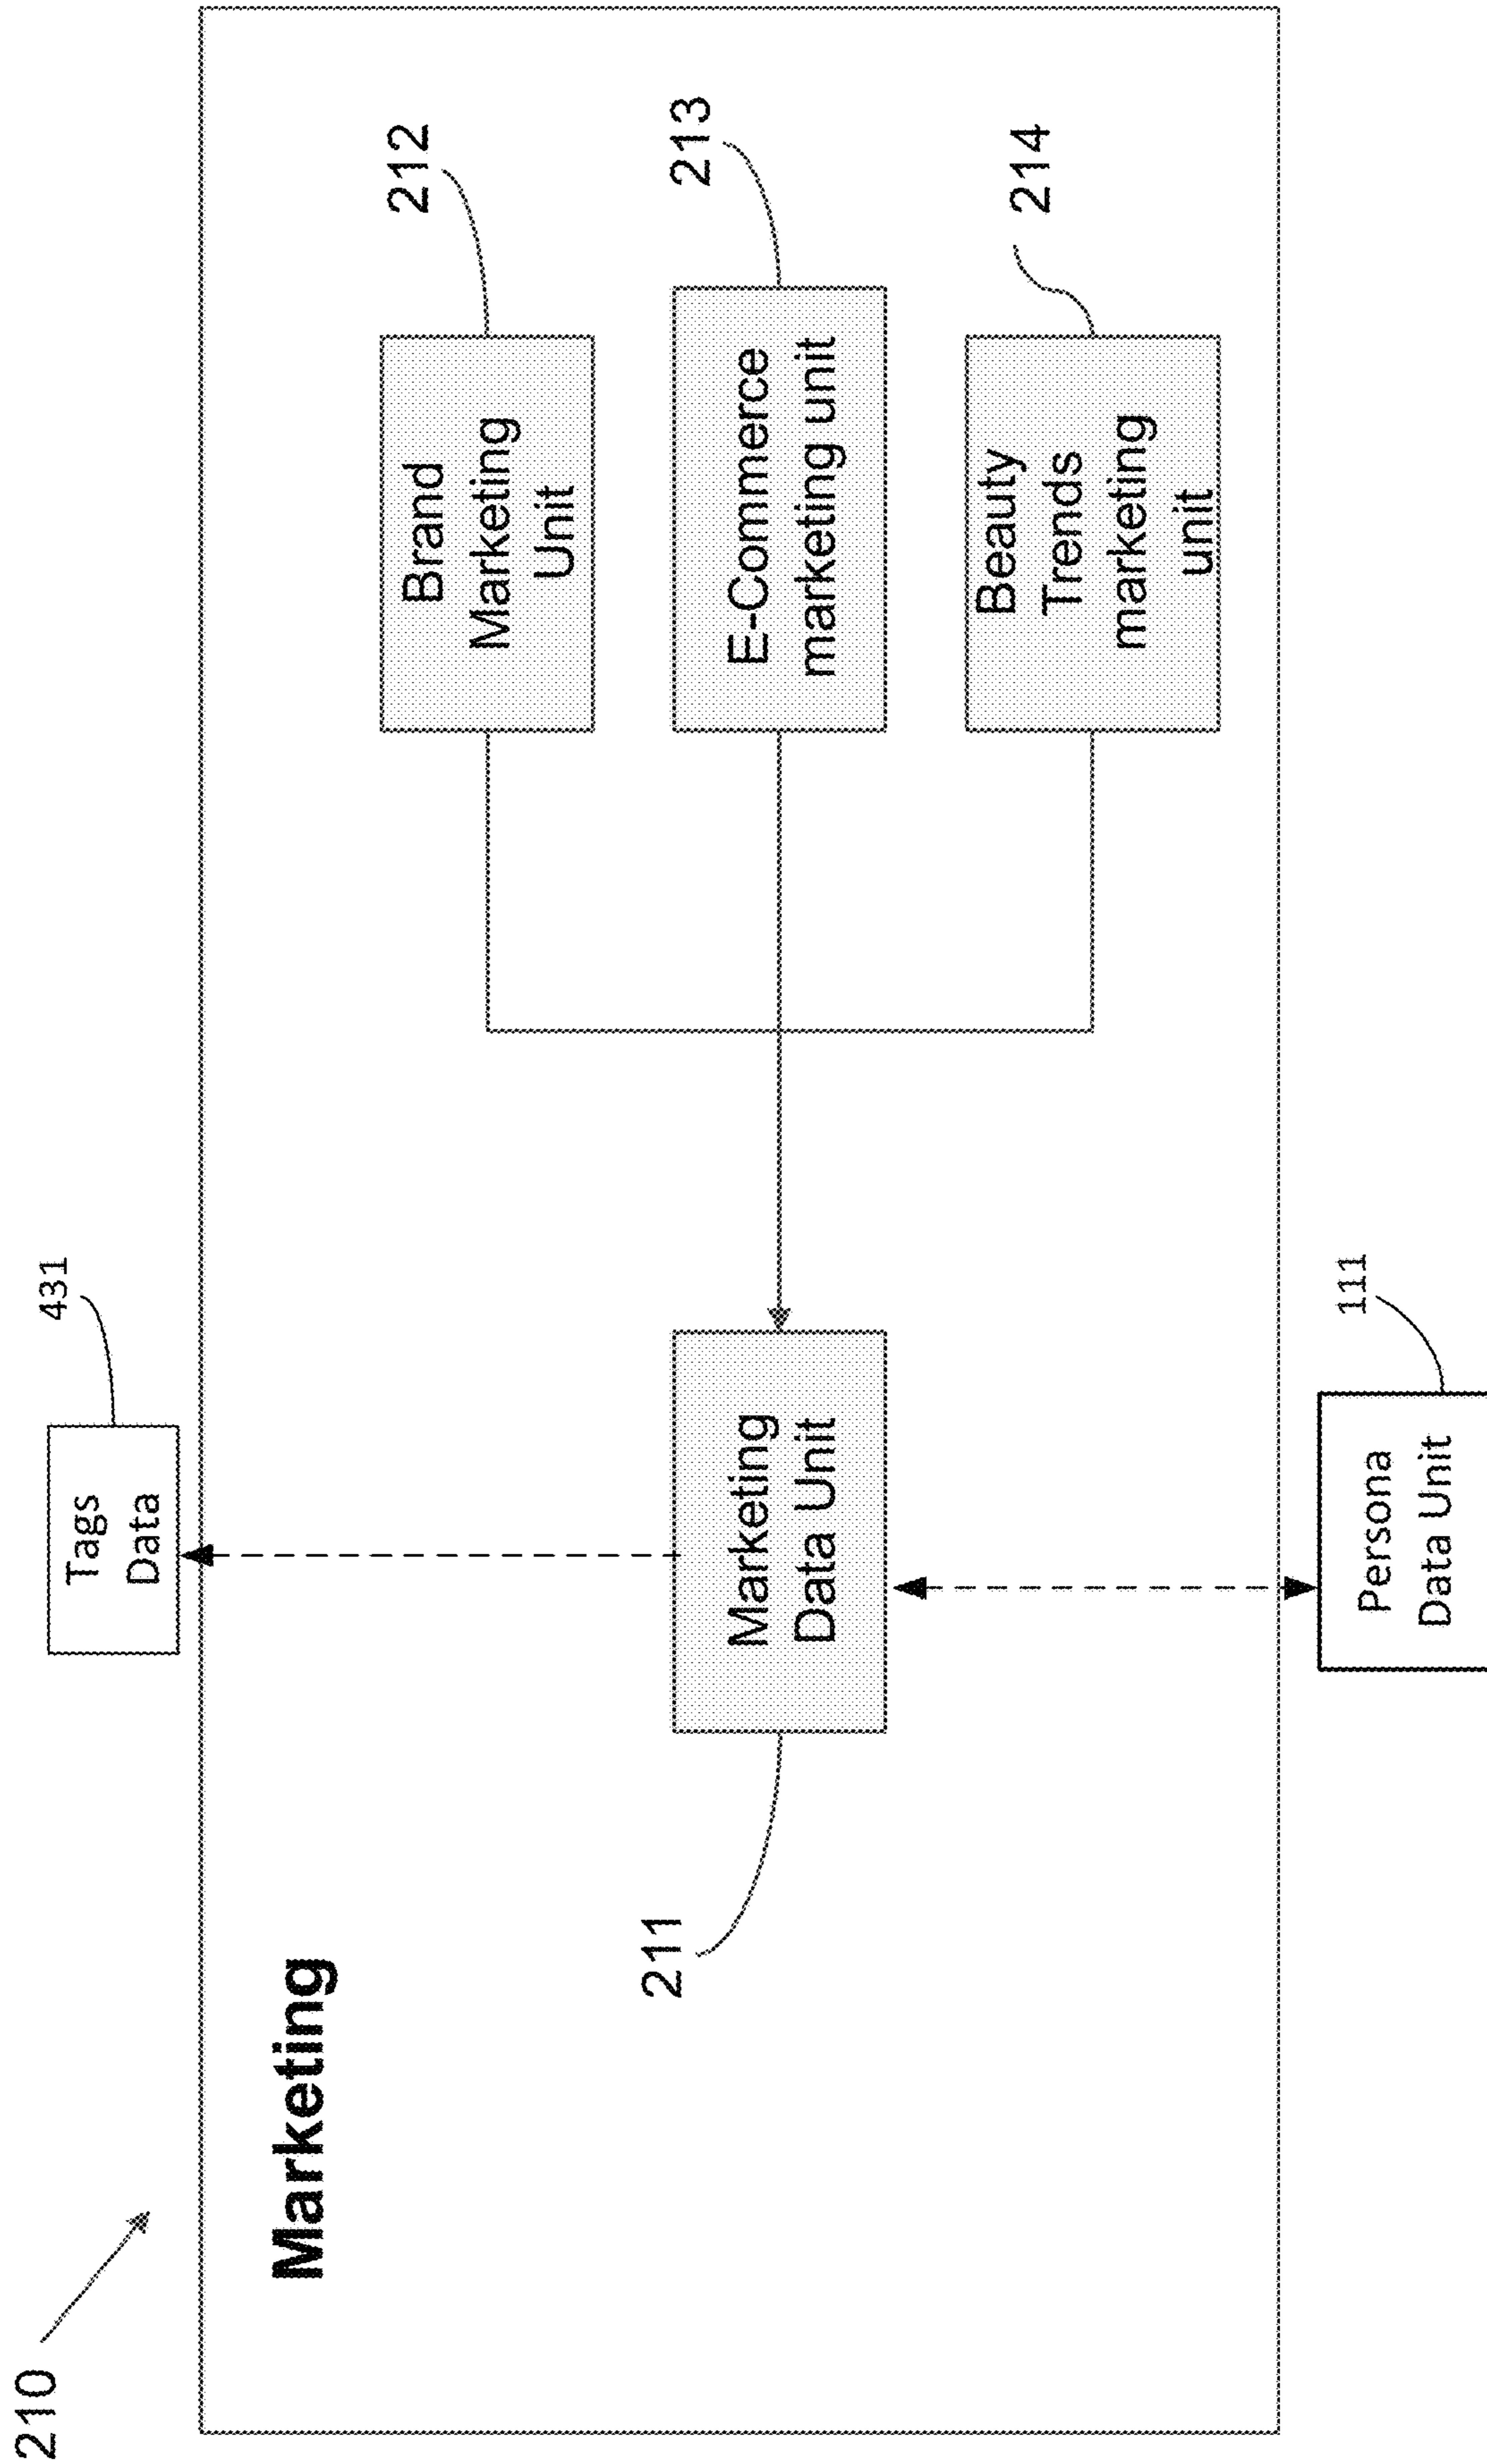 210
Marketing
Tags
Data
431
211
Marketing
Data Unit
Brand
Marketing
Unit
212
E-Commerce
marketing unit
213
Beauty
Trends
marketing
unit
214
Persona
Data Unit
111